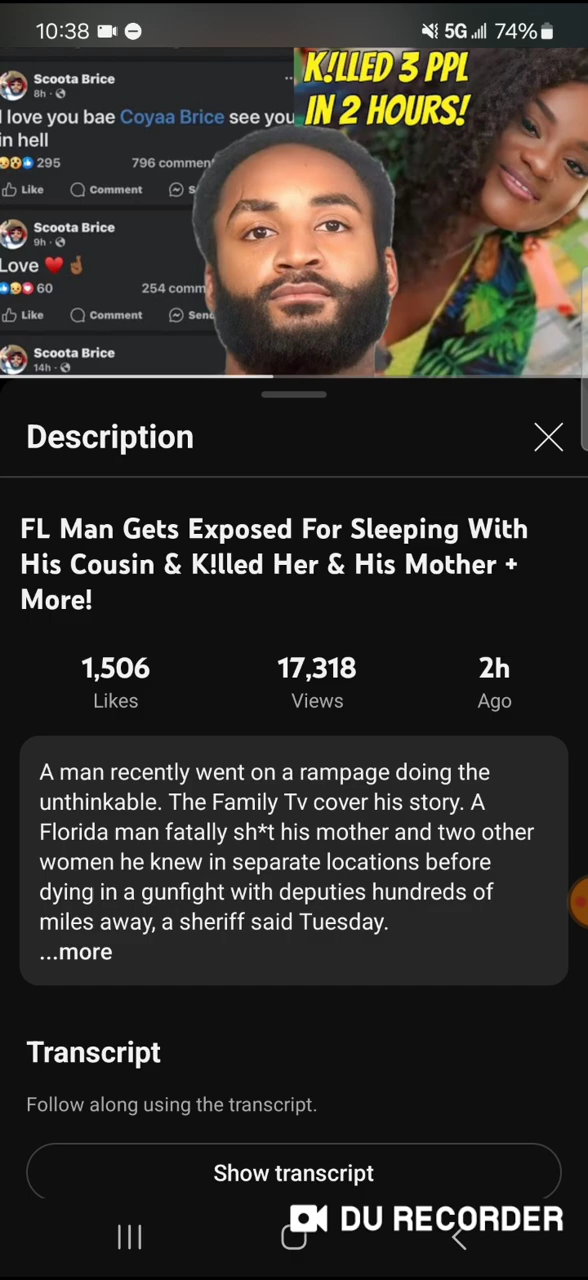 10:38
5G 74%
Scoota Brice
8h
I love you bae Coyaa Brice see you
in hell
295 796 comment
Like Comment S
Scoota Brice
9h
Love
60 254 comm
Like Comment Send
Scoota Brice
14h
K!LLED 3 PPL
IN 2 HOURS!
Description
FL Man Gets Exposed For Sleeping With
His Cousin & K!lled Her & His Mother +
More!
1,506 17,318 2h
Likes Views Ago
A man recently went on a rampage doing the
unthinkable. The Family Tv cover his story. A
Florida man fatally sh*t his mother and two other
women he knew in separate locations before
dying in a gunfight with deputies hundreds of
miles away, a sheriff said Tuesday.
...more
Transcript
Follow along using the transcript.
Show transcript
DU RECORDER